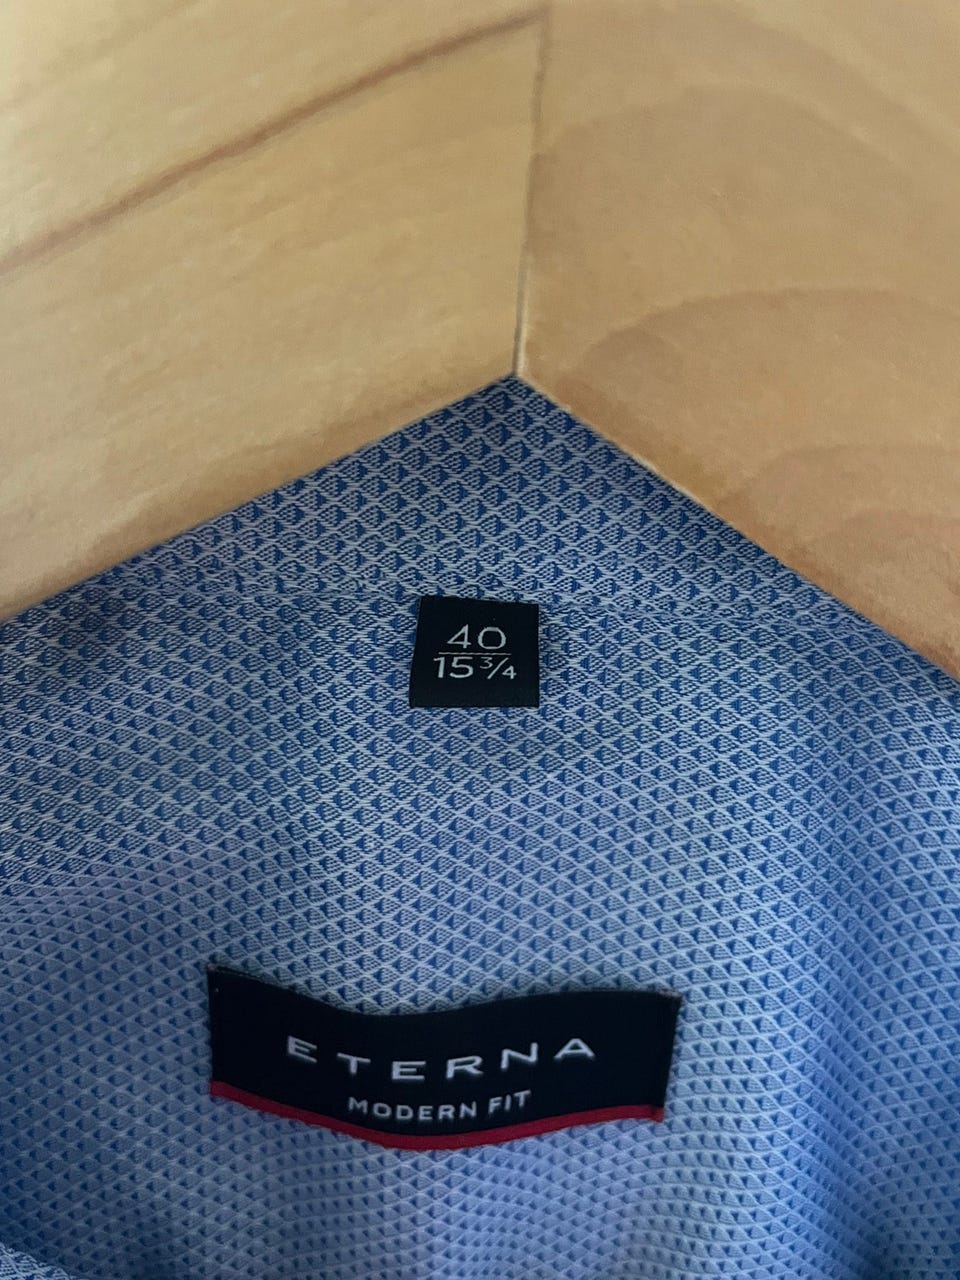 40
15 3/4
ETERNA
MODERN FIT